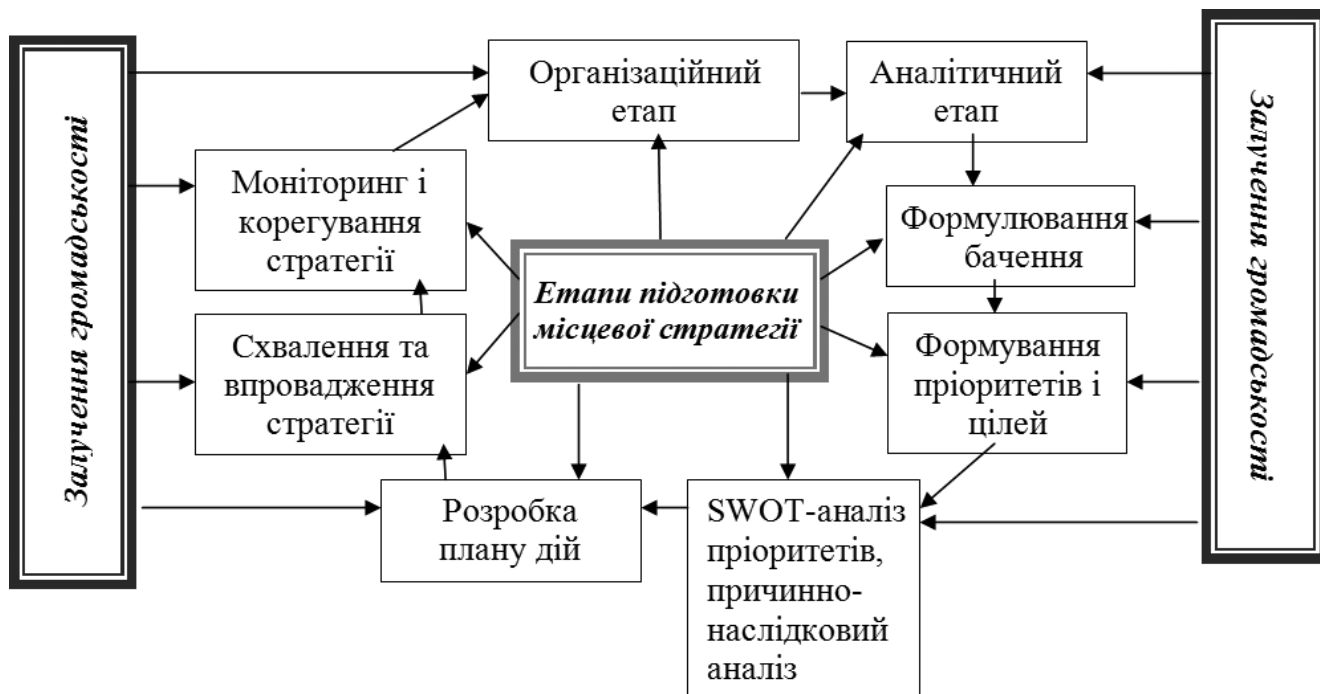 Залучення громадськості
Організаційний
етап
Аналітичний
етап
Моніторинг і
корегування
стратегії
Формулювання
бачення
Етапи підготовки
місцевої стратегії
Схвалення та
впровадження
стратегії
Формування
пріоритетів і
цілей
Розробка
плану дій
SWOT-аналіз
пріоритетів,
причинно-
наслідковий
аналіз
Залучення громадськості